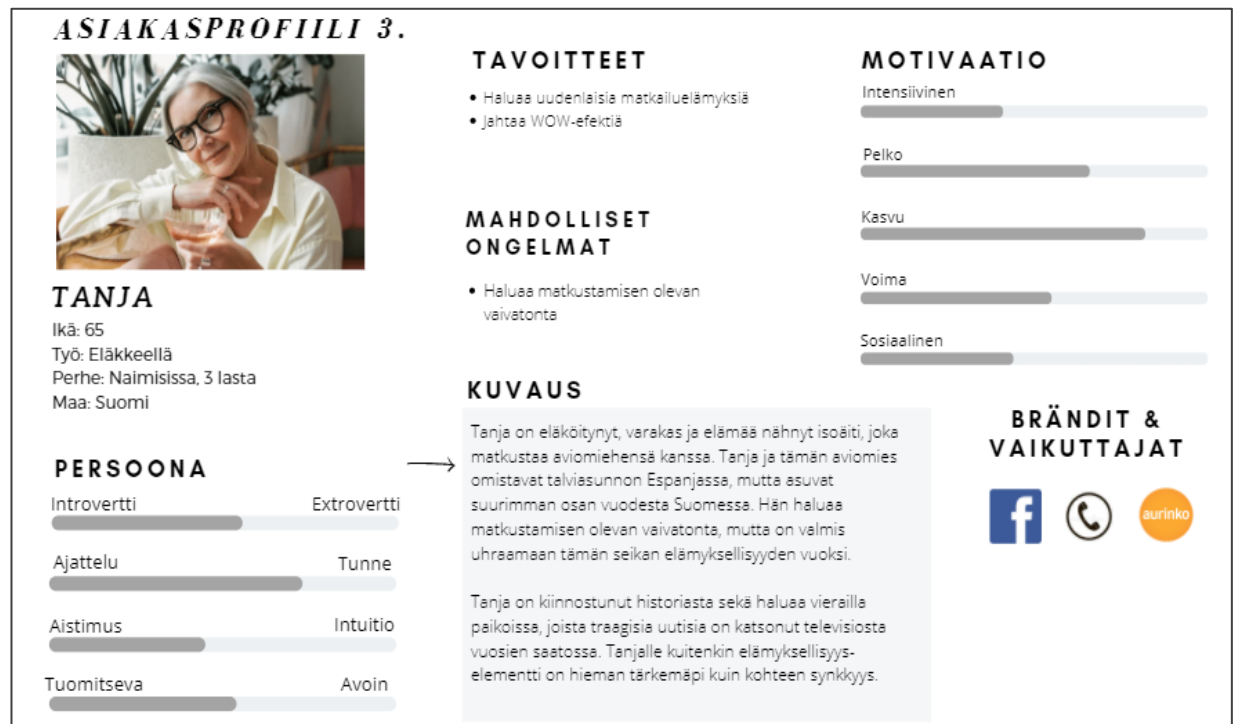 ASIAKASPROFIILI 3.
TANJA
Ikä: 65
Työ: Eläkkeellä
Perhe: Naimisissa, 3 lasta
Maa: Suomi
PERSOONA
Introvertti Extrovertti
Ajattelu Tunne
Aistimus Intuitio
Tuomitseva Avoin
TAVOITTEET
• Haluaa uudenlaisia matkailuelämyksiä
• Jahtaa WOW-efektiä
MAHDOLLISET
ONGELMAT
• Haluaa matkustamisen olevan
vaivatonta
KUVAUS
Tanja on eläköitynyt, varakas ja elämää nähnyt isoäiti, joka
matkustaa aviomiehensä kanssa. Tanja ja tämän aviomies
omistavat talviasunnon Espanjassa, mutta asuvat
suurimman osan vuodesta Suomessa. Hän haluaa
matkustamisen olevan vaivatonta, mutta on valmis
uhraamaan tämän seikan elämyksellisyyden vuoksi.
Tanja on kiinnostunut historiasta sekä haluaa vierailla
paikoissa, joista traagisia uutisia on katsonut televisiosta
vuosien saatossa. Tanjalle kuitenkin elämyksellisyys-
elementti on hieman tärkemäpi kuin kohteen synkkyys.
MOTIVAATIO
Intensiivinen
Pelko
Kasvu
Voima
Sosiaalinen
BRÄNDIT &
VAIKUTTAJAT
f
aurinko